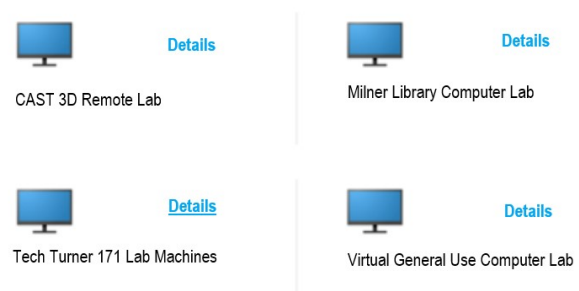 Details
CAST 3D Remote Lab
Details
Milner Library Computer Lab
Details
Tech Turner 171 Lab Machines
Details
Virtual General Use Computer Lab